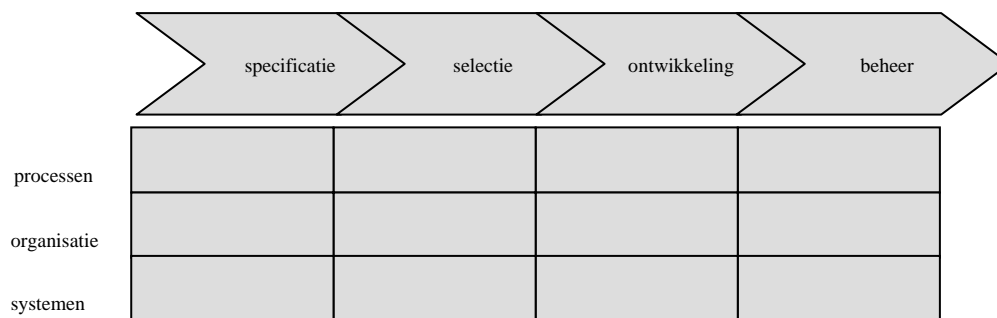 specificatie selectie ontwikkeling beheer
processen
organisatie
systemen